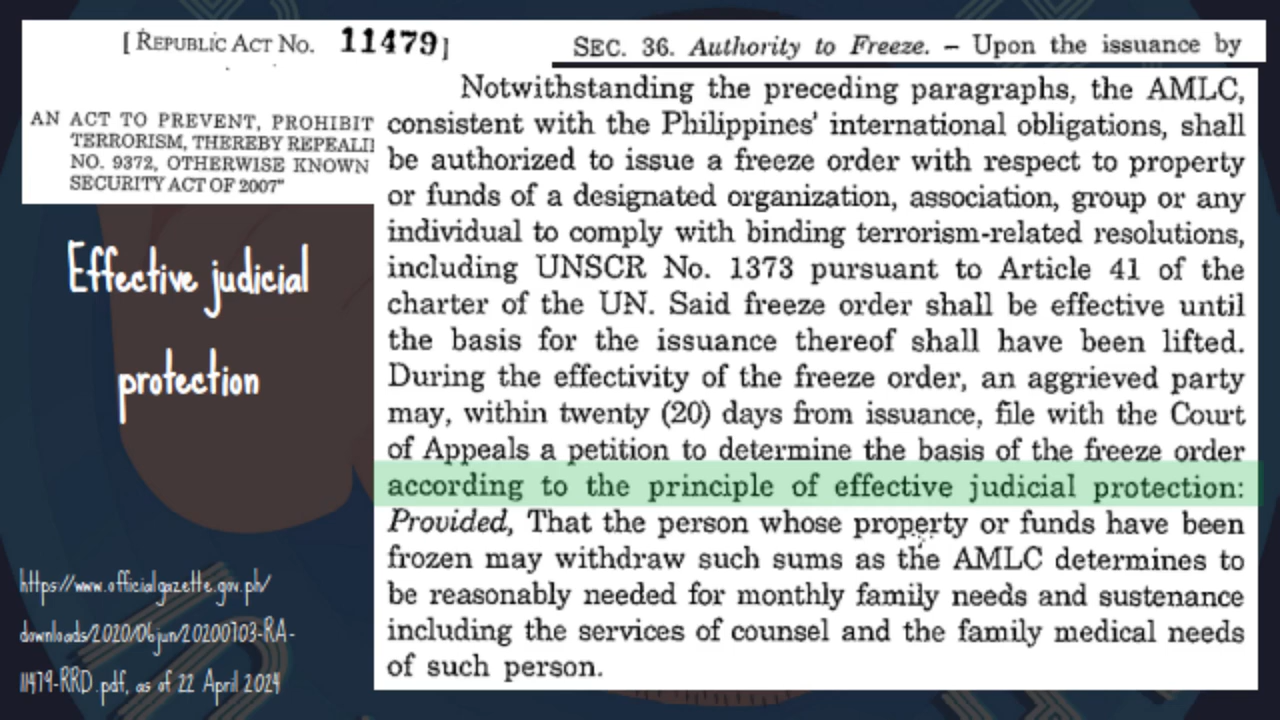 [ REPUBLIC ACT NO. 11479 ]
AN ACT TO PREVENT, PROHIBIT
TERRORISM, THEREBY REPEALI
NO. 9372, OTHERWISE KNOWN
SECURITY ACT OF 2007"
Effective judicial
protection
https://www.officialgazette.gov.ph/
downloads/2020/06jun/20200703-RA-
11479-RRD.pdf, as of 22 April 2024
SEC. 36. Authority to Freeze. – Upon the issuance by
Notwithstanding the preceding paragraphs, the AMLC,
consistent with the Philippines' international obligations, shall
be authorized to issue a freeze order with respect to property
or funds of a designated organization, association, group or any
individual to comply with binding terrorism-related resolutions,
including UNSCR No. 1373 pursuant to Article 41 of the
charter of the UN. Said freeze order shall be effective until
the basis for the issuance thereof shall have been lifted.
During the effectivity of the freeze order, an aggrieved party
may, within twenty (20) days from issuance, file with the Court
of Appeals a petition to determine the basis of the freeze order
according to the principle of effective judicial protection:
Provided, That the person whose property or funds have been
frozen may withdraw such sums as the AMLC determines to
be reasonably needed for monthly family needs and sustenance
including the services of counsel and the family medical needs
of such person.